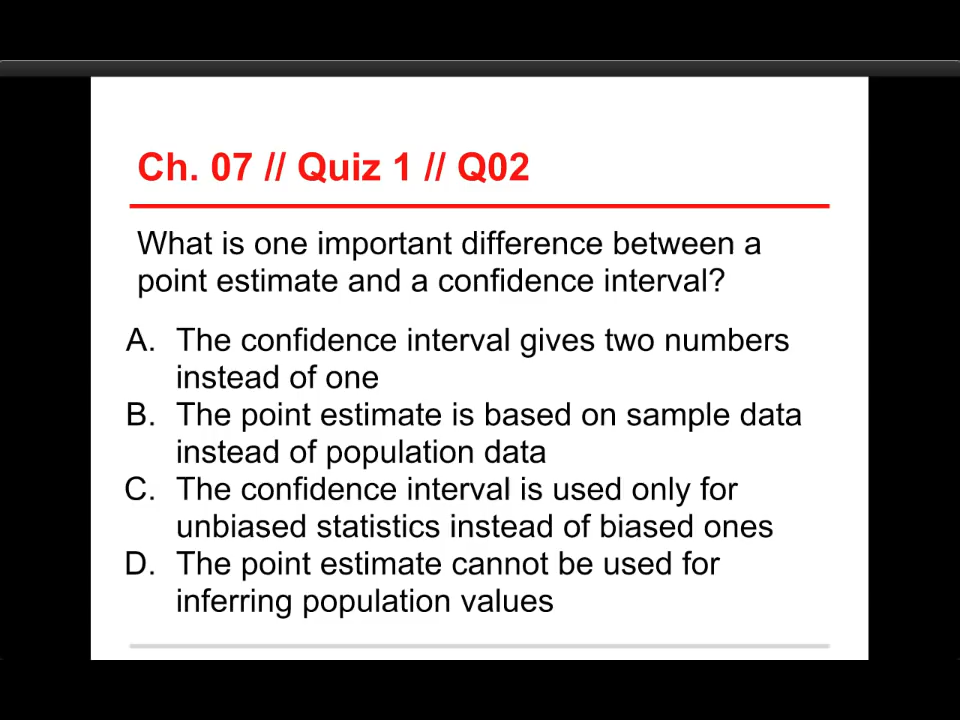 Ch. 07 // Quiz 1 // Q02
What is one important difference between a
point estimate and a confidence interval?
A. The confidence interval gives two numbers
instead of one
B. The point estimate is based on sample data
instead of population data
C. The confidence interval is used only for
unbiased statistics instead of biased ones
D. The point estimate cannot be used for
inferring population values